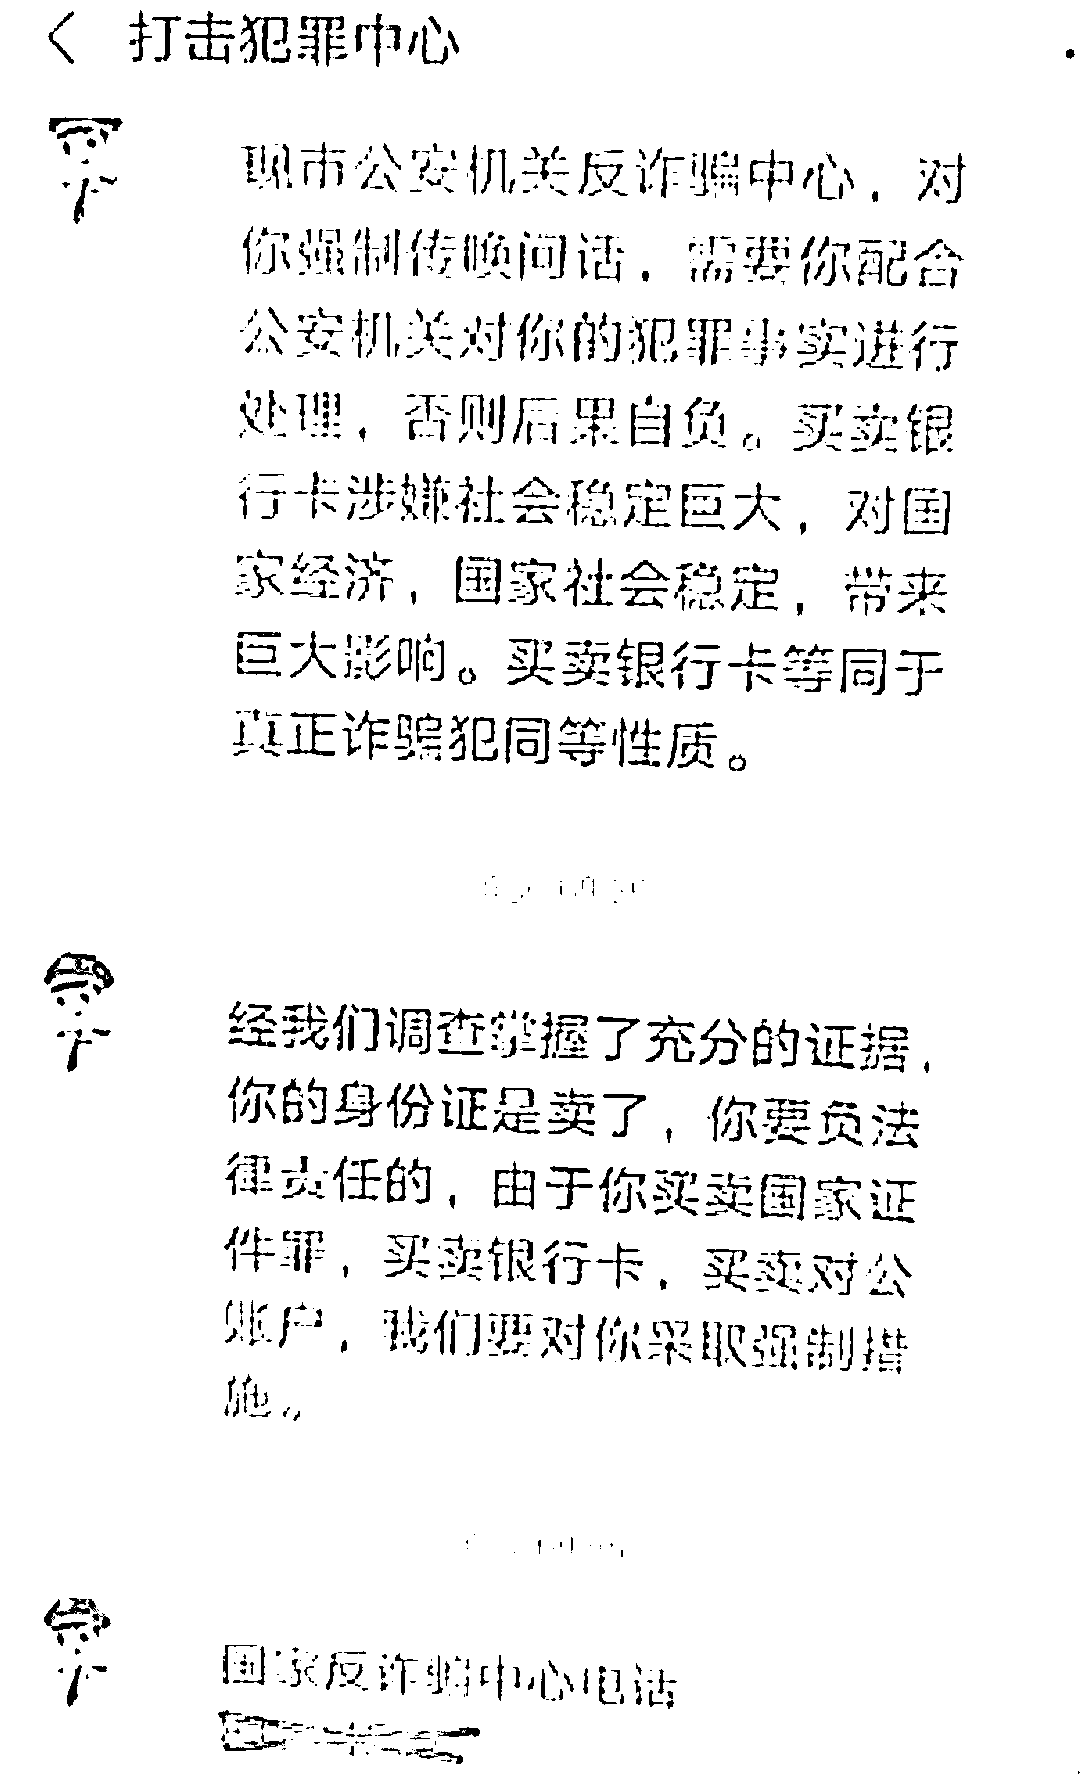 打击犯罪中心
现市公安机关反诈骗中心，对
你强制传唤问话，需要你配合
公安机关对你的犯罪事实进行
处理，否则后果自负。买卖银
行卡涉嫌社会稳定巨大，对国
家经济，国家社会稳定，带来
巨大影响。买卖银行卡等同于
真正诈骗犯同等性质。
经我们调查掌握了充分的证据，
你的身份证是卖了，你要负法
律责任的，由于你买卖国家证
件罪，买卖银行卡，买卖对公
账户，我们要对你采取强制措
施。
国家反诈骗中心电话